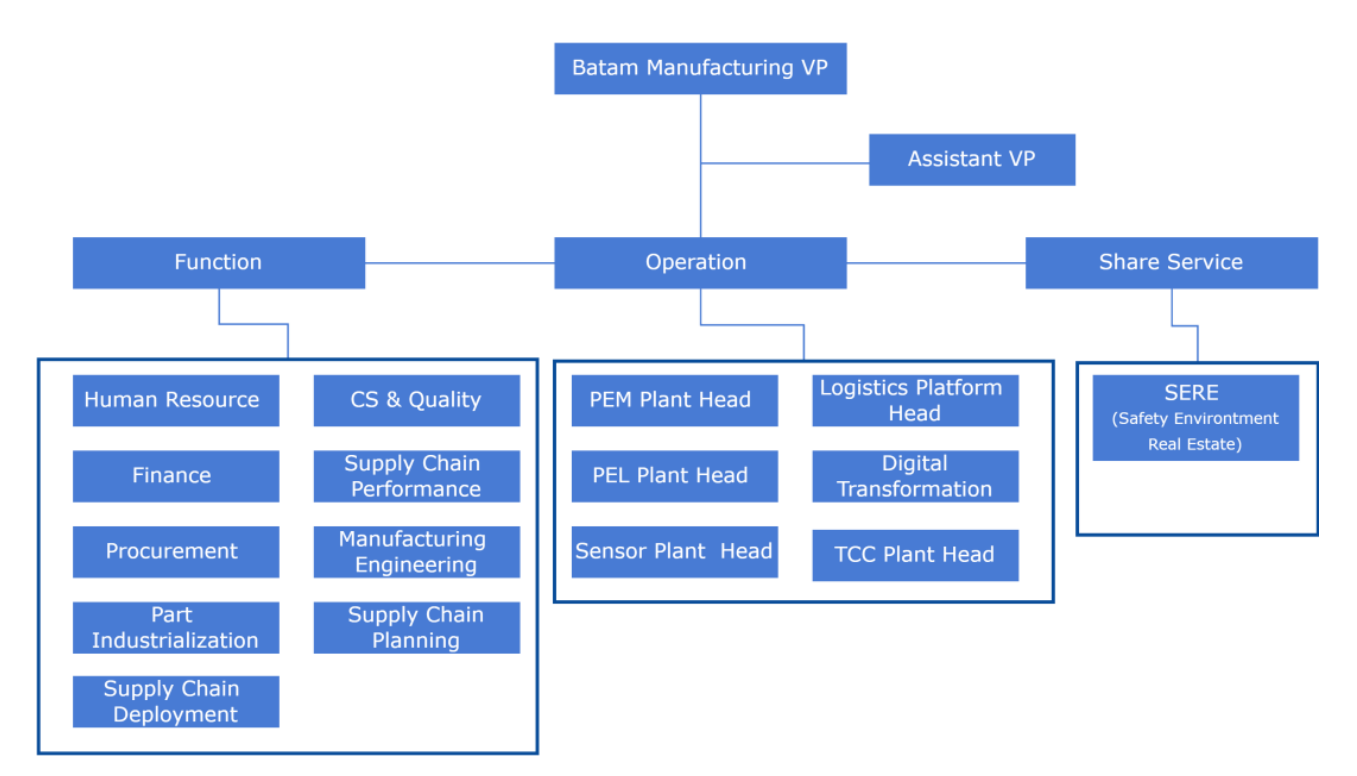 Batam Manufacturing VP
Assistant VP
Function
Operation
Share Service
Human Resource
CS & Quality
Finance
Supply Chain
Performance
Procurement
Manufacturing
Engineering
Part
Industrialization
Supply Chain
Planning
Supply Chain
Deployment
PEM Plant Head
Logistics Platform
Head
PEL Plant Head
Digital
Transformation
Sensor Plant  Head
TCC Plant Head
SERE
(Safety Environtment
Real Estate)